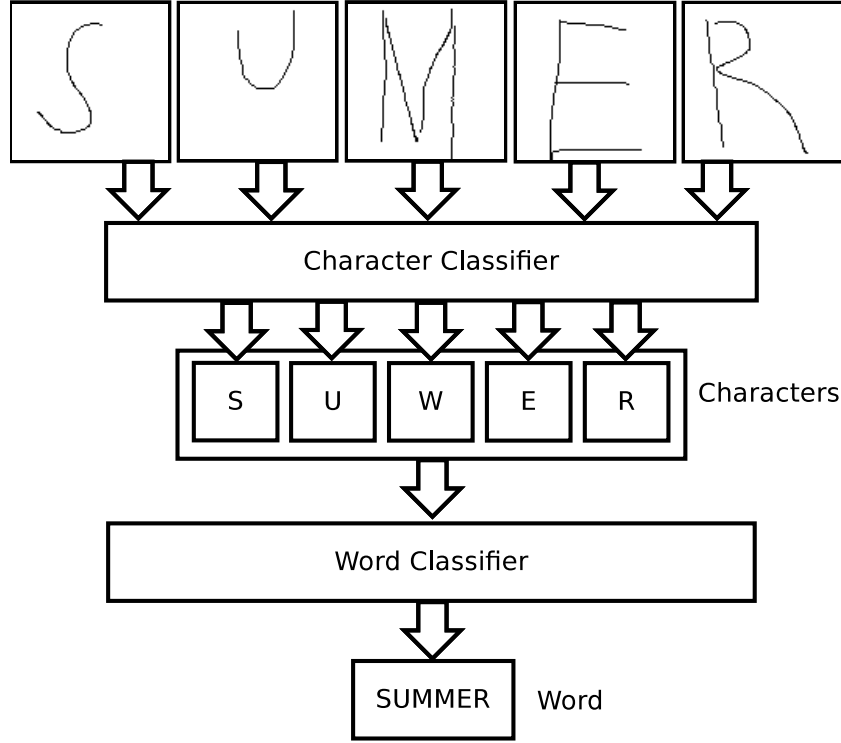 S U M E R
Character Classifier
S U W E R
Characters
Word Classifier
SUMMER
Word